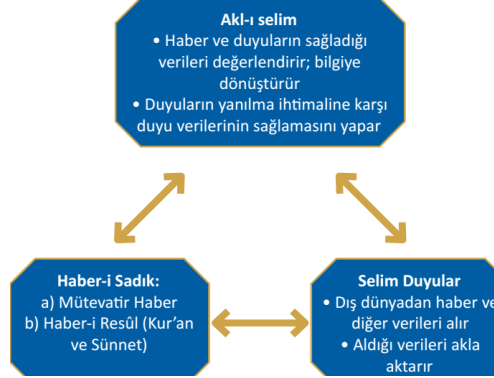 Akl-ı selim
• Haber ve duyuların sağladığı
verileri değerlendirir; bilgiye
dönüştürür
• Duyuların yanılma ihtimaline karşı
duyu verilerinin sağlamasını yapar
Haber-i Sadık:
a) Mütevatir Haber
b) Haber-i Resûl (Kur'an
ve Sünnet)
Selim Duyular
• Dış dünyadan haber ve
diğer verileri alır
• Aldığı verileri akla
aktarır